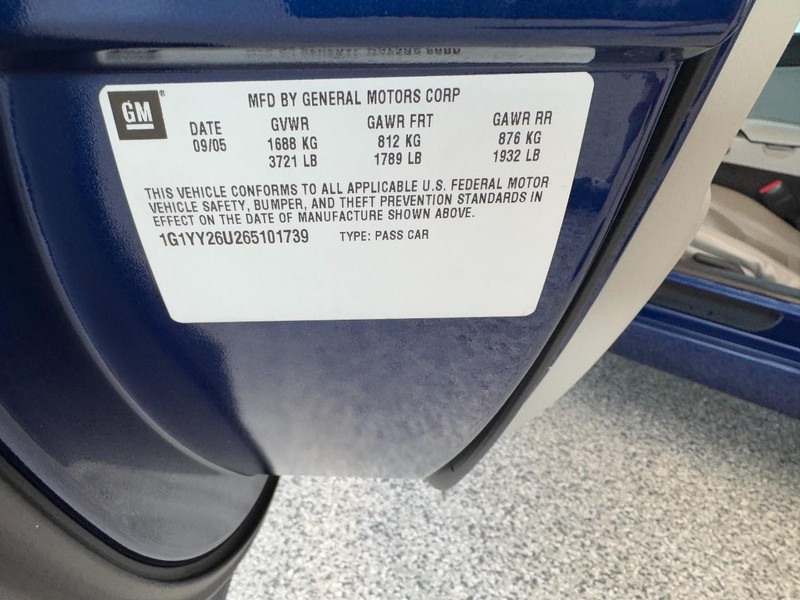 GM
MFD BY GENERAL MOTORS CORP
DATE GVWR GAWR FRT GAWR RR
09/05 1688 KG 812 KG 876 KG
3721 LB 1789 LB 1932 LB
THIS VEHICLE CONFORMS TO ALL APPLICABLE U.S. FEDERAL MOTOR
VEHICLE SAFETY, BUMPER, AND THEFT PREVENTION STANDARDS IN
EFFECT ON THE DATE OF MANUFACTURE SHOWN ABOVE.
1G1YY26U265101739 TYPE: PASS CAR